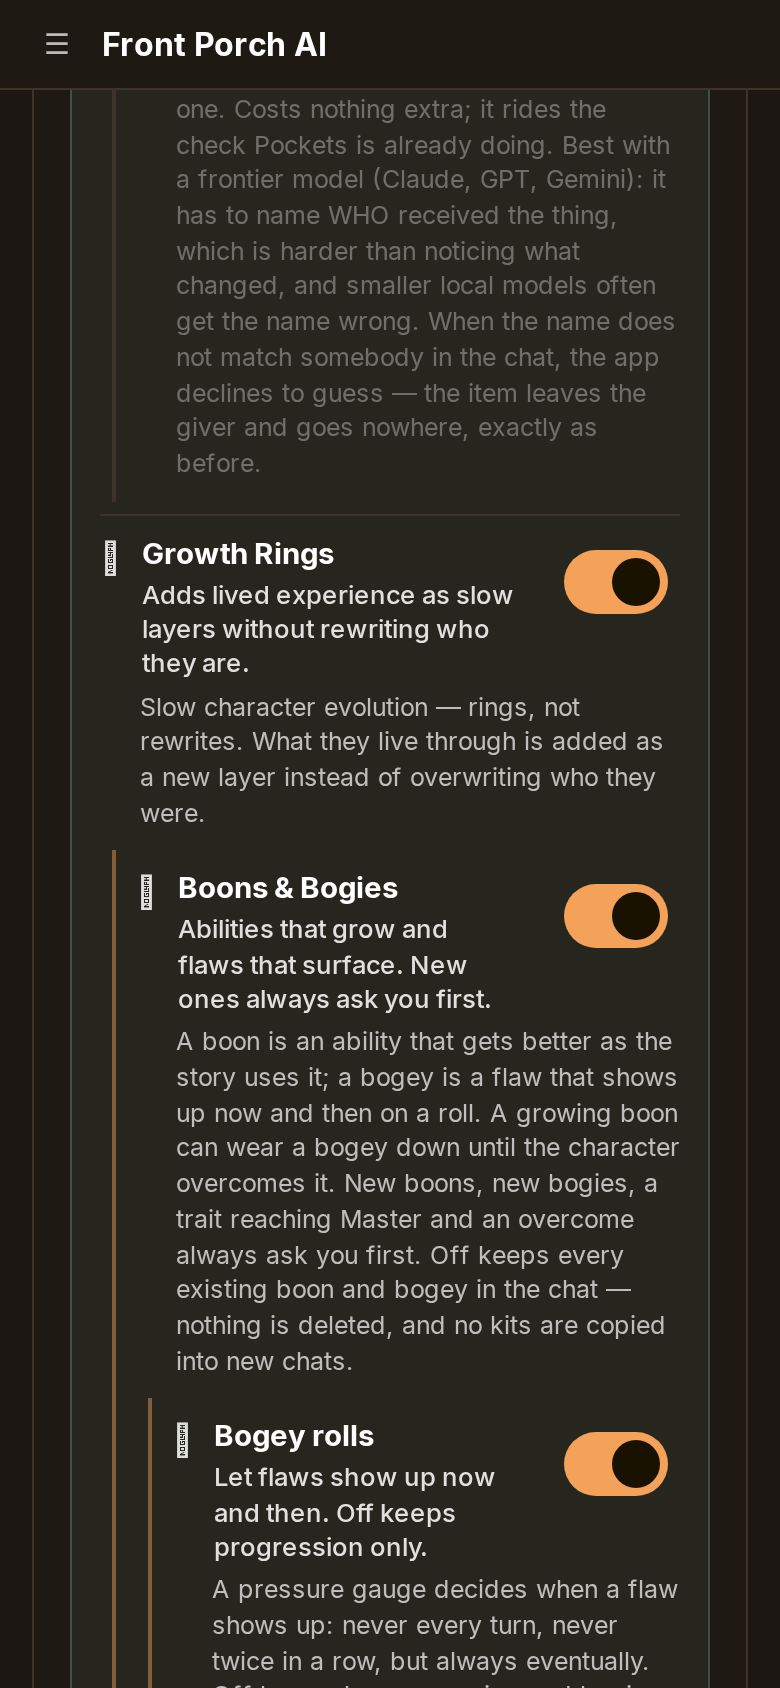 ☰ Front Porch AI
one. Costs nothing extra; it rides the
check Pockets is already doing. Best with
a frontier model (Claude, GPT, Gemini): it
has to name WHO received the thing,
which is harder than noticing what
changed, and smaller local models often
get the name wrong. When the name does
not match somebody in the chat, the app
declines to guess — the item leaves the
giver and goes nowhere, exactly as
before.
Growth Rings
Adds lived experience as slow
layers without rewriting who
they are.
Slow character evolution — rings, not
rewrites. What they live through is added as
a new layer instead of overwriting who they
were.
Boons & Bogies
Abilities that grow and
flaws that surface. New
ones always ask you first.
A boon is an ability that gets better as the
story uses it; a bogey is a flaw that shows
up now and then on a roll. A growing boon
can wear a bogey down until the character
overcomes it. New boons, new bogies, a
trait reaching Master and an overcome
always ask you first. Off keeps every
existing boon and bogey in the chat —
nothing is deleted, and no kits are copied
into new chats.
Bogey rolls
Let flaws show up now
and then. Off keeps
progression only.
A pressure gauge decides when a flaw
shows up: never every turn, never
twice in a row, but always eventually.